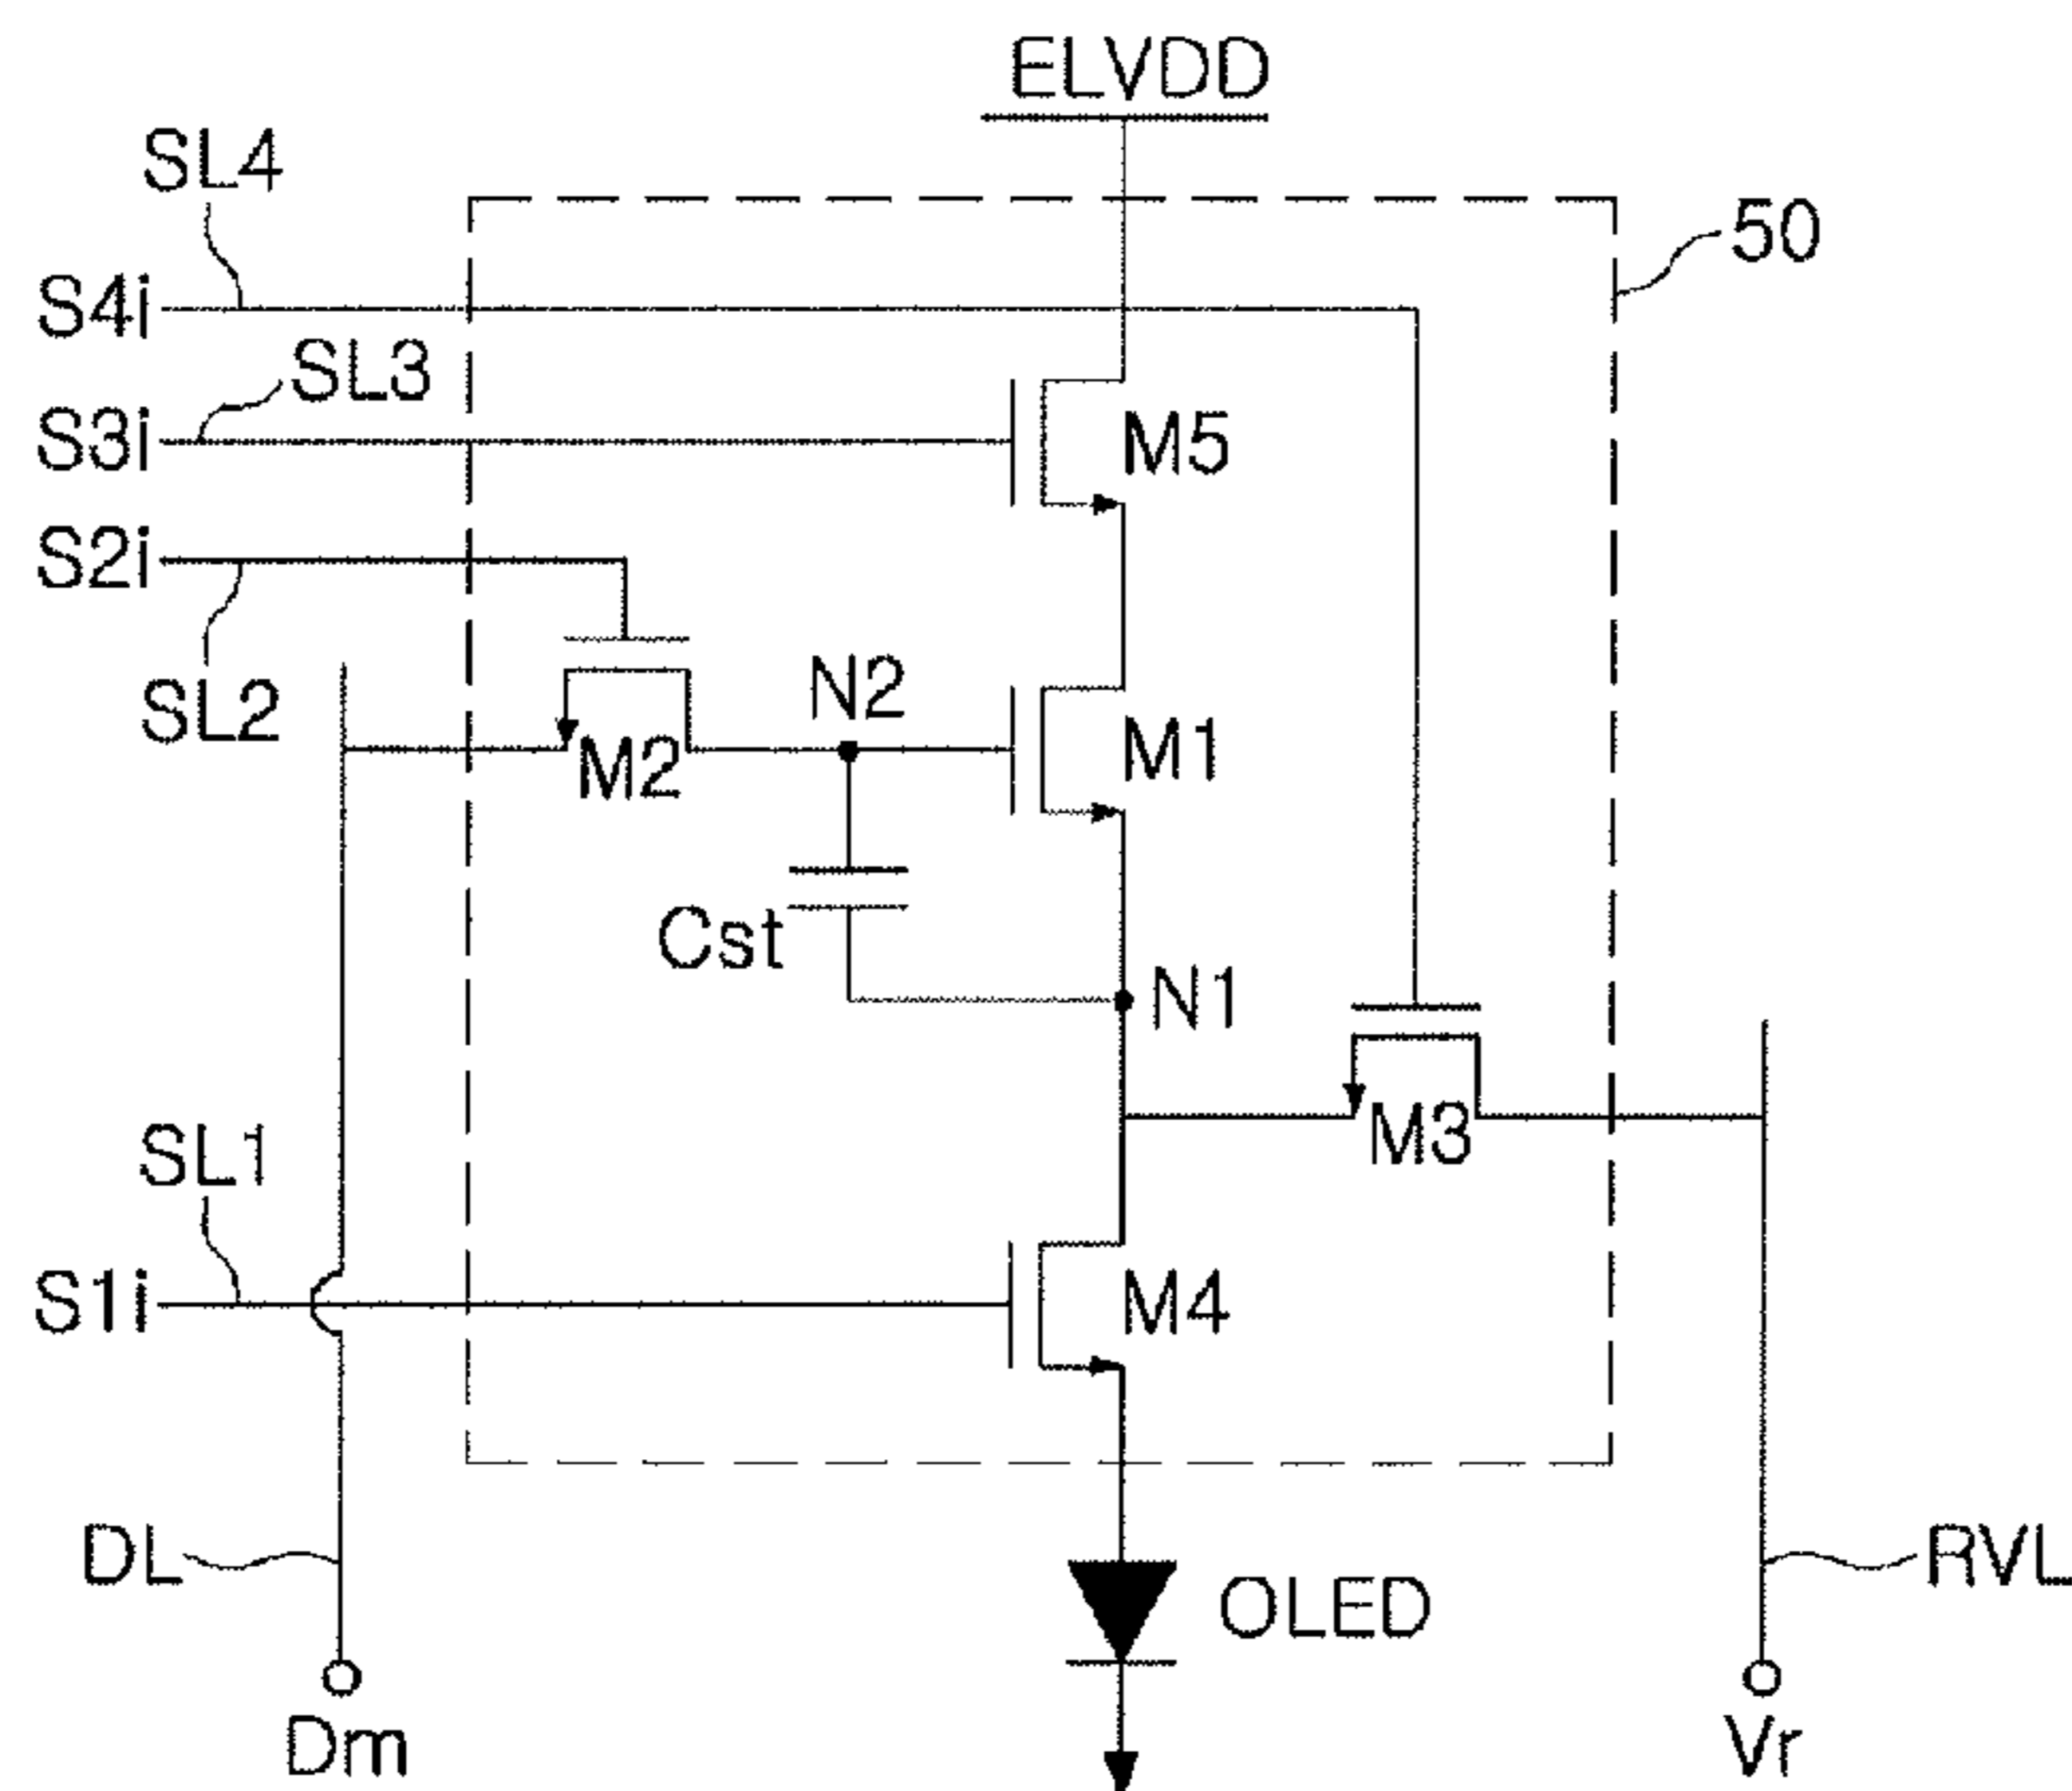 ELVDD
SL4
50
S4i
SL3
S3i
M5
S2i
SL2
N2
M2
M1
Cst
N1
M3
SL1
S1i
M4
DL
OLED
RVL
Dm
Vr